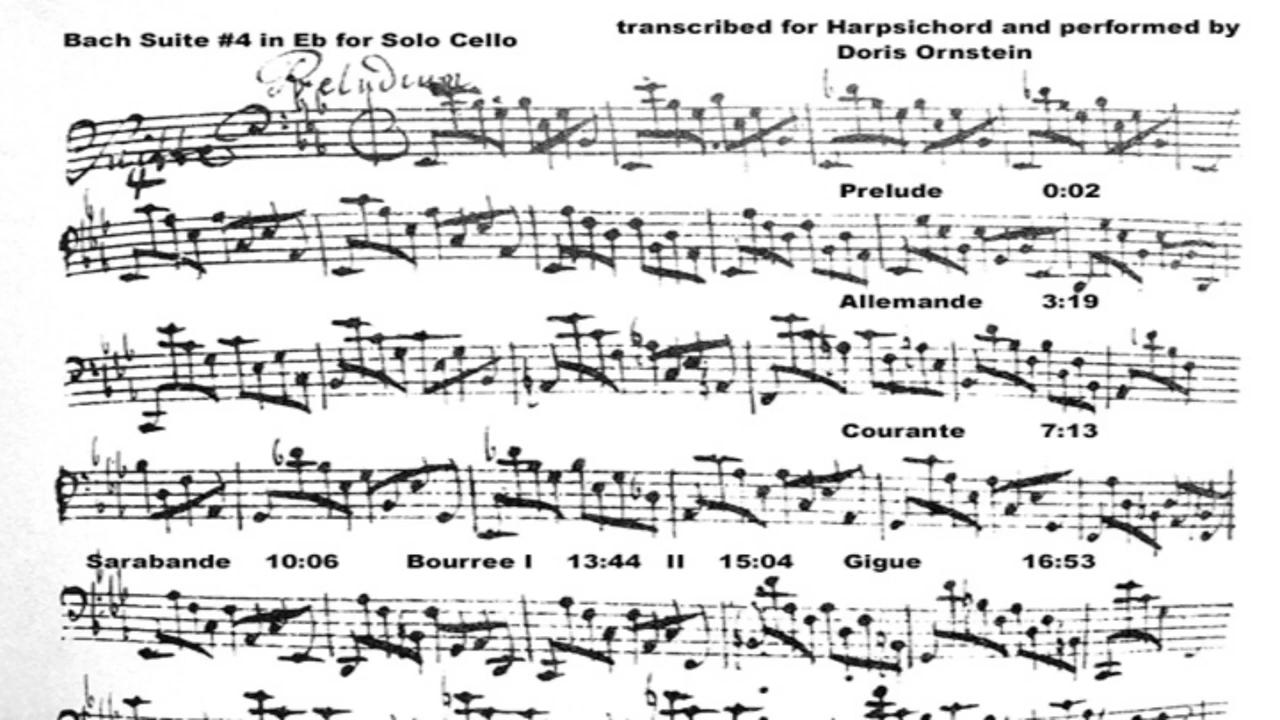 Bach Suite #4 in Eb for Solo Cello
transcribed for Harpsichord and performed by
Doris Ornstein
Preludium
4
Prelude 0:02
Allemande 3:19
Courante 7:13
Sarabande 10:06 Bourree I 13:44 II 15:04 Gigue 16:53